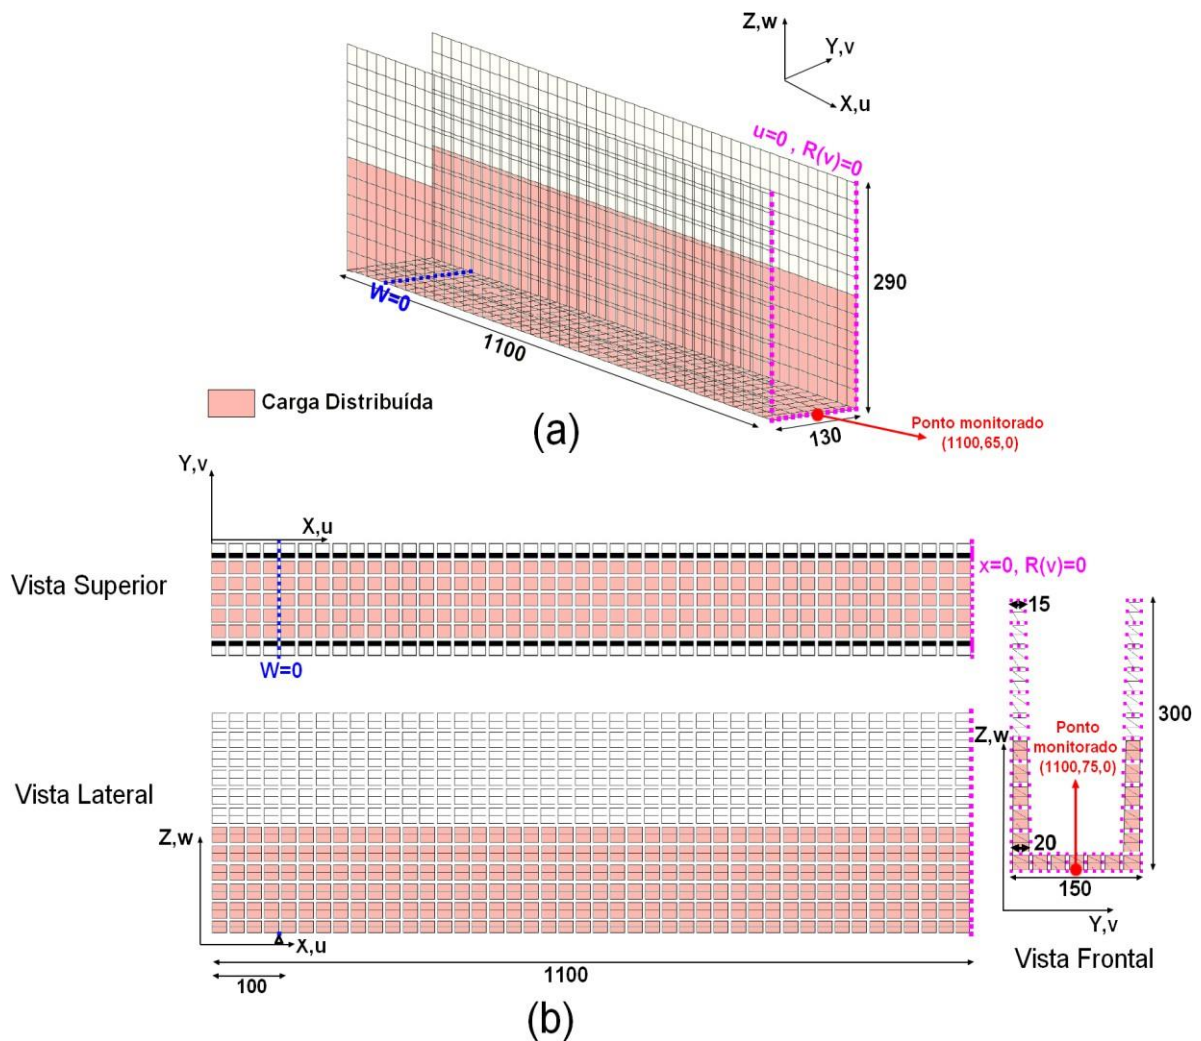 Z,w
Y,v
X,u
u=0 , R(v)=0
290
W=0
1100
130
Carga Distribuída
(a)
Ponto monitorado
(1100,65,0)
Y,v
X,u
Vista Superior
x=0, R(v)=0
W=0
15
300
Z,w
Ponto
monitorado
(1100,75,0)
Vista Lateral
Z,w
20
150
X,u
Y,v
100
1100
Vista Frontal
(b)